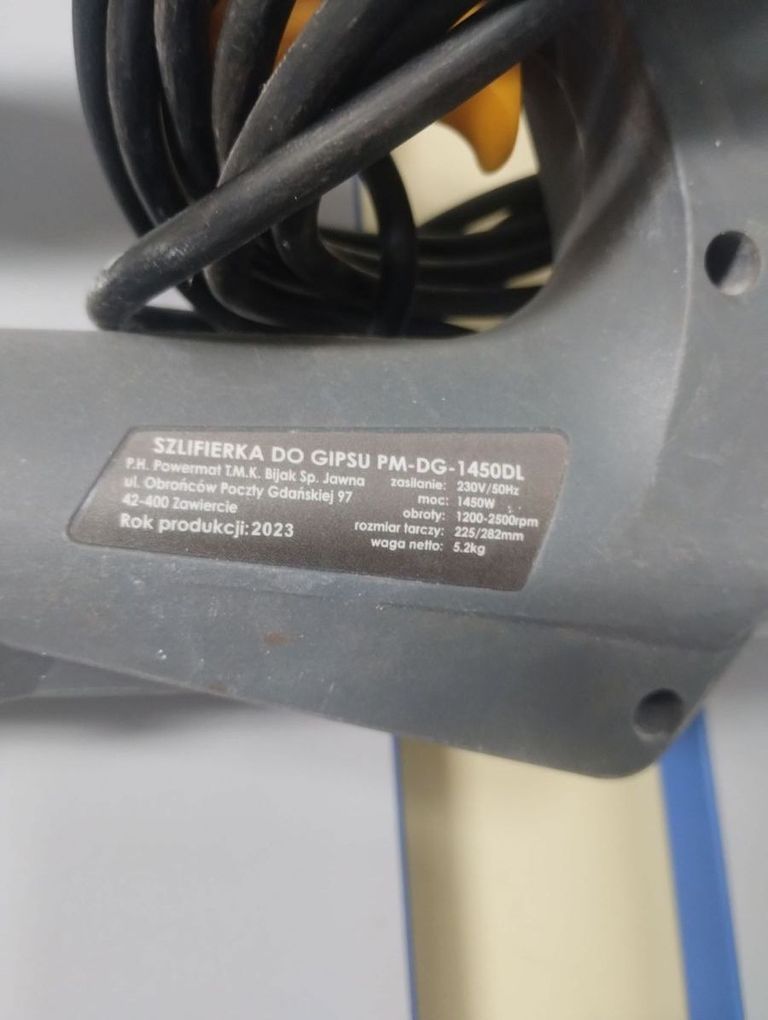 SZLIFIERKA DO GIPSU PM-DG-1450DL
P.H. Powermat T.M.K. Bijak Sp. Jawna
ul. Obrońców Poczty Gdańskiej 97
42-400 Zawiercie
Rok produkcji:2023
zasilanie: 230V/50Hz
moc: 1450W
obroty: 1200-2500rpm
rozmiar tarczy: 225/282mm
waga netto: 5.2kg